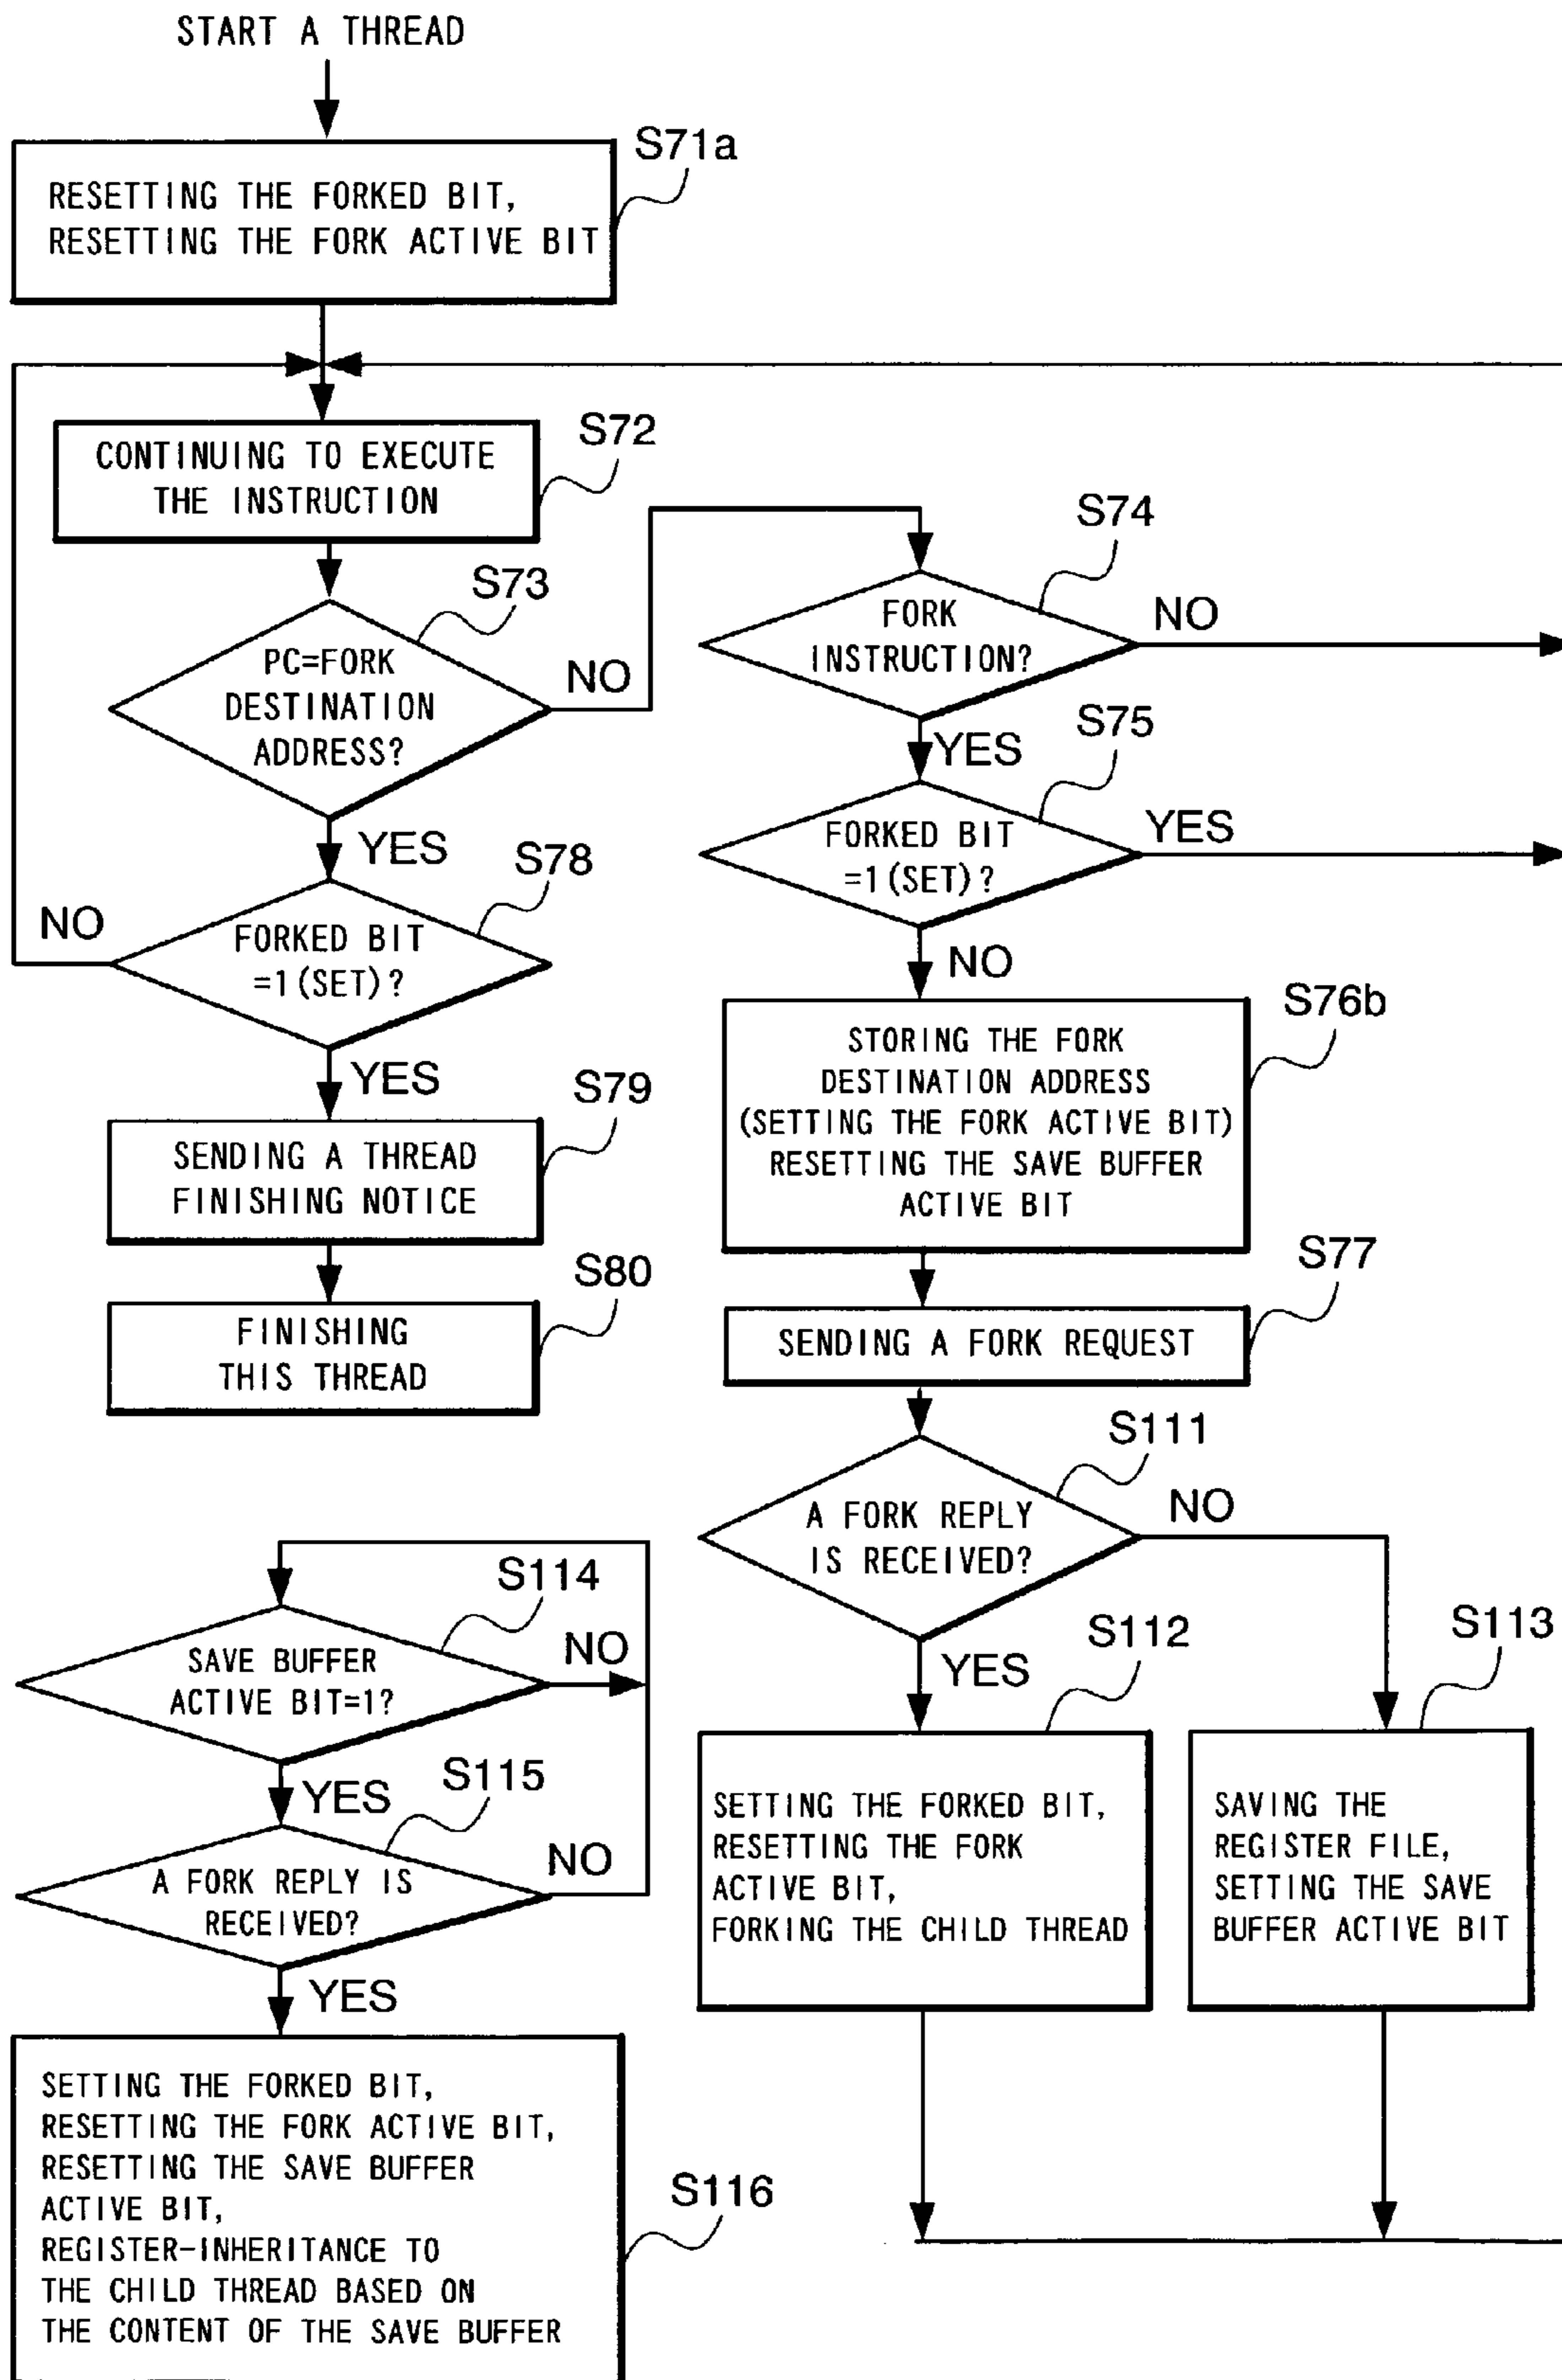 START A THREAD
S71a
RESETTING THE FORKED BIT,
RESETTING THE FORK ACTIVE BIT
S72
CONTINUING TO EXECUTE
THE INSTRUCTION
S73
PC=FORK
DESTINATION
ADDRESS?
NO
YES
S78
FORKED BIT
=1(SET)?
NO
YES
S79
SENDING A THREAD
FINISHING NOTICE
S80
FINISHING
THIS THREAD
S74
FORK
INSTRUCTION?
NO
YES
S75
FORKED BIT
=1(SET)?
YES
NO
S76b
STORING THE FORK
DESTINATION ADDRESS
(SETTING THE FORK ACTIVE BIT)
RESETTING THE SAVE BUFFER
ACTIVE BIT
S77
SENDING A FORK REQUEST
S111
A FORK REPLY
IS RECEIVED?
NO
YES
S112
SETTING THE FORKED BIT,
RESETTING THE FORK
ACTIVE BIT,
FORKING THE CHILD THREAD
S113
SAVING THE
REGISTER FILE,
SETTING THE SAVE
BUFFER ACTIVE BIT
S114
SAVE BUFFER
ACTIVE BIT=1?
NO
YES
S115
A FORK REPLY IS
RECEIVED?
NO
YES
S116
SETTING THE FORKED BIT,
RESETTING THE FORK ACTIVE BIT,
RESETTING THE SAVE BUFFER
ACTIVE BIT,
REGISTER-INHERITANCE TO
THE CHILD THREAD BASED ON
THE CONTENT OF THE SAVE BUFFER